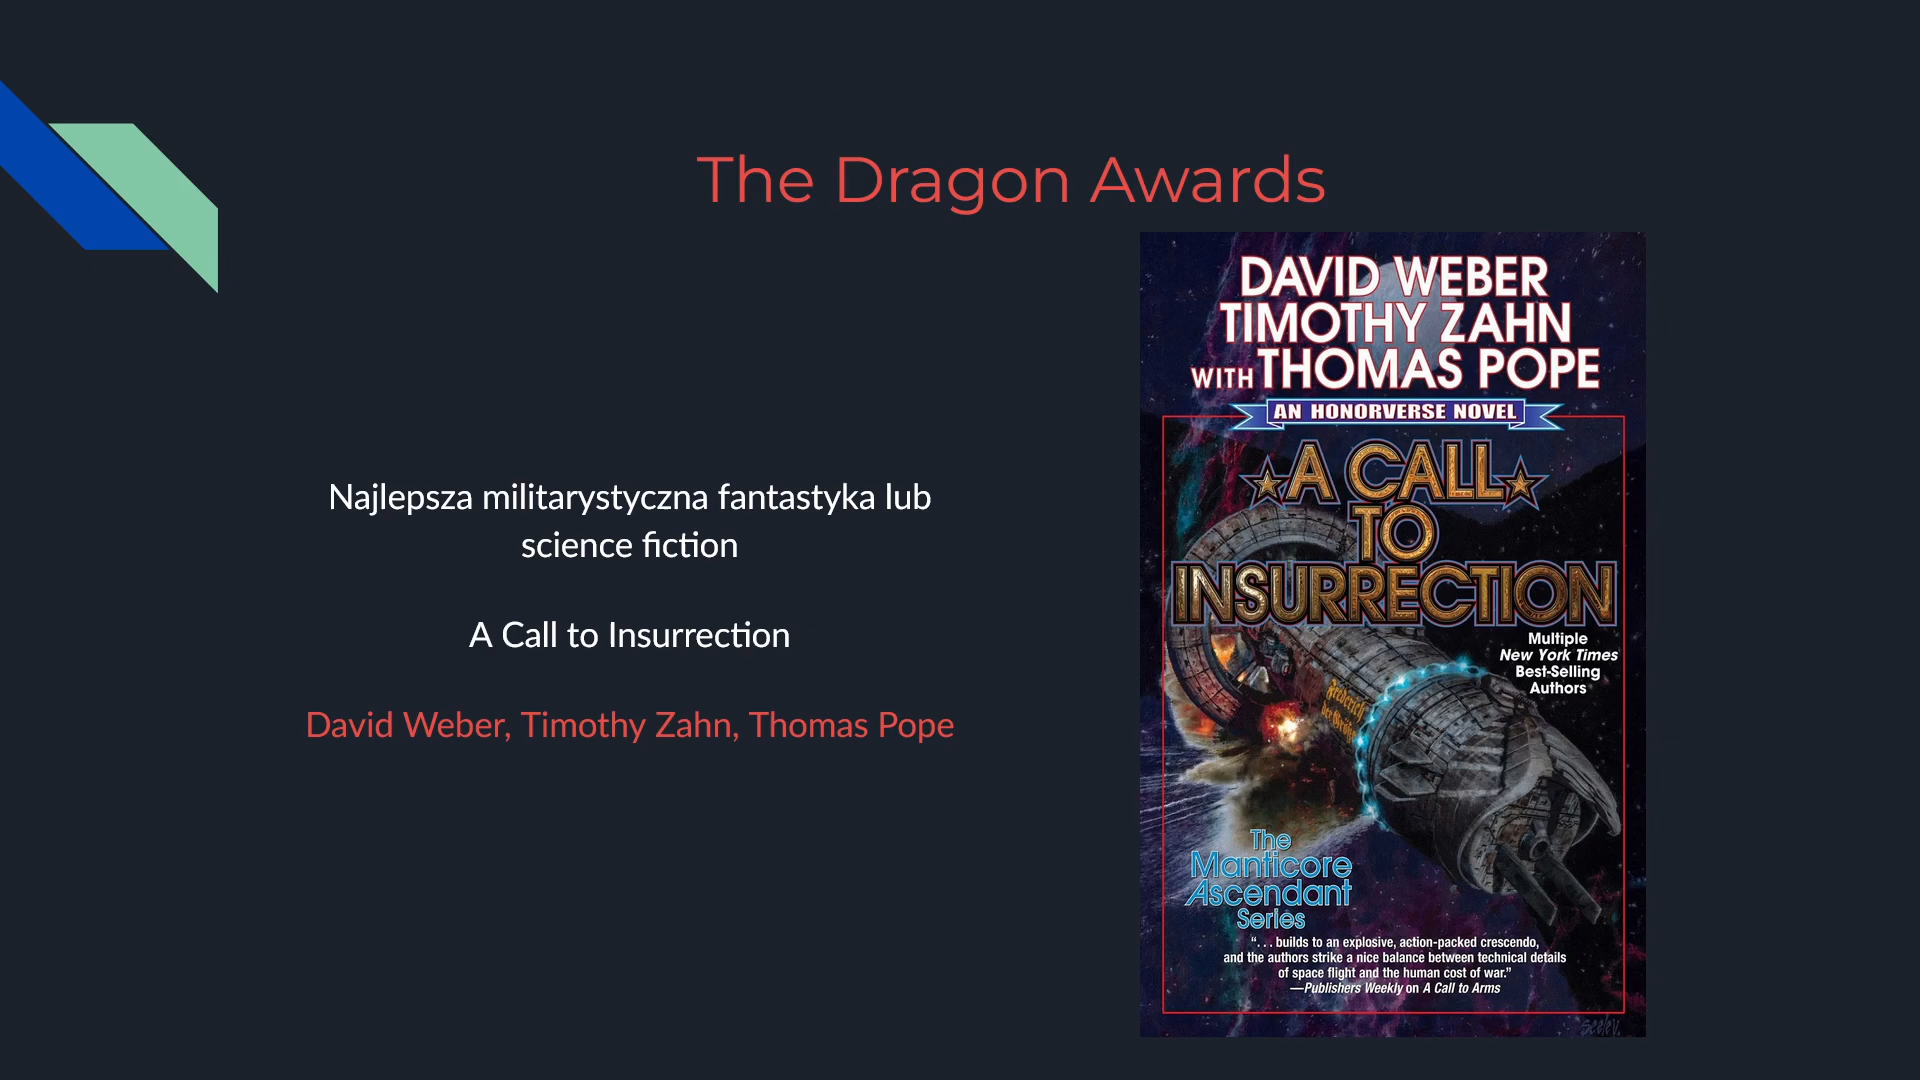 The Dragon Awards
Najlepsza militarystyczna fantastyka lub
science fiction
A Call to Insurrection
David Weber, Timothy Zahn, Thomas Pope
DAVID WEBER
TIMOTHY ZAHN
WITH THOMAS POPE
AN HONORVERSE NOVEL
A CALL
TO
INSURRECTION
Multiple
New York Times
Best-Selling
Authors
Frederich
der Große
The
Manticore
Ascendant
Series
“. . . builds to an explosive, action-packed crescendo,
and the authors strike a nice balance between technical details
of space flight and the human cost of war.”
—Publishers Weekly on A Call to Arms